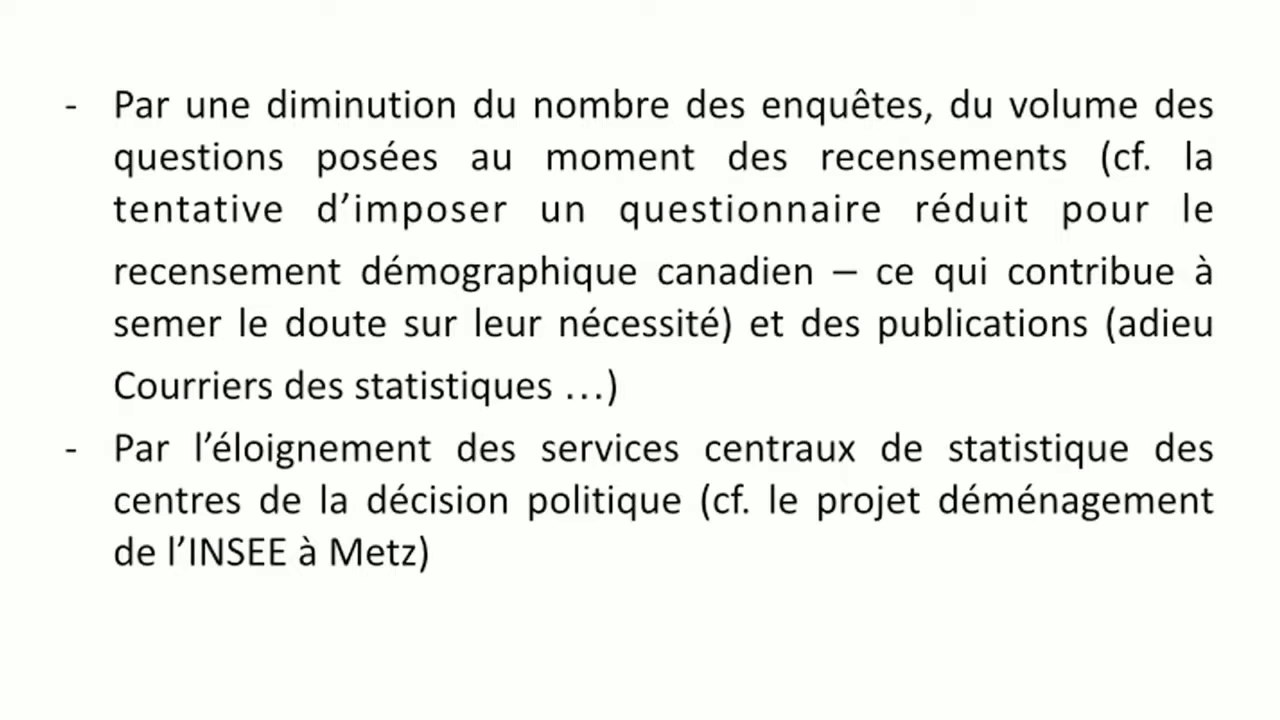 - Par une diminution du nombre des enquêtes, du volume des
questions posées au moment des recensements (cf. la
tentative d’imposer un questionnaire réduit pour le
recensement démographique canadien – ce qui contribue à
semer le doute sur leur nécessité) et des publications (adieu
Courriers des statistiques …)
- Par l’éloignement des services centraux de statistique des
centres de la décision politique (cf. le projet déménagement
de l’INSEE à Metz)